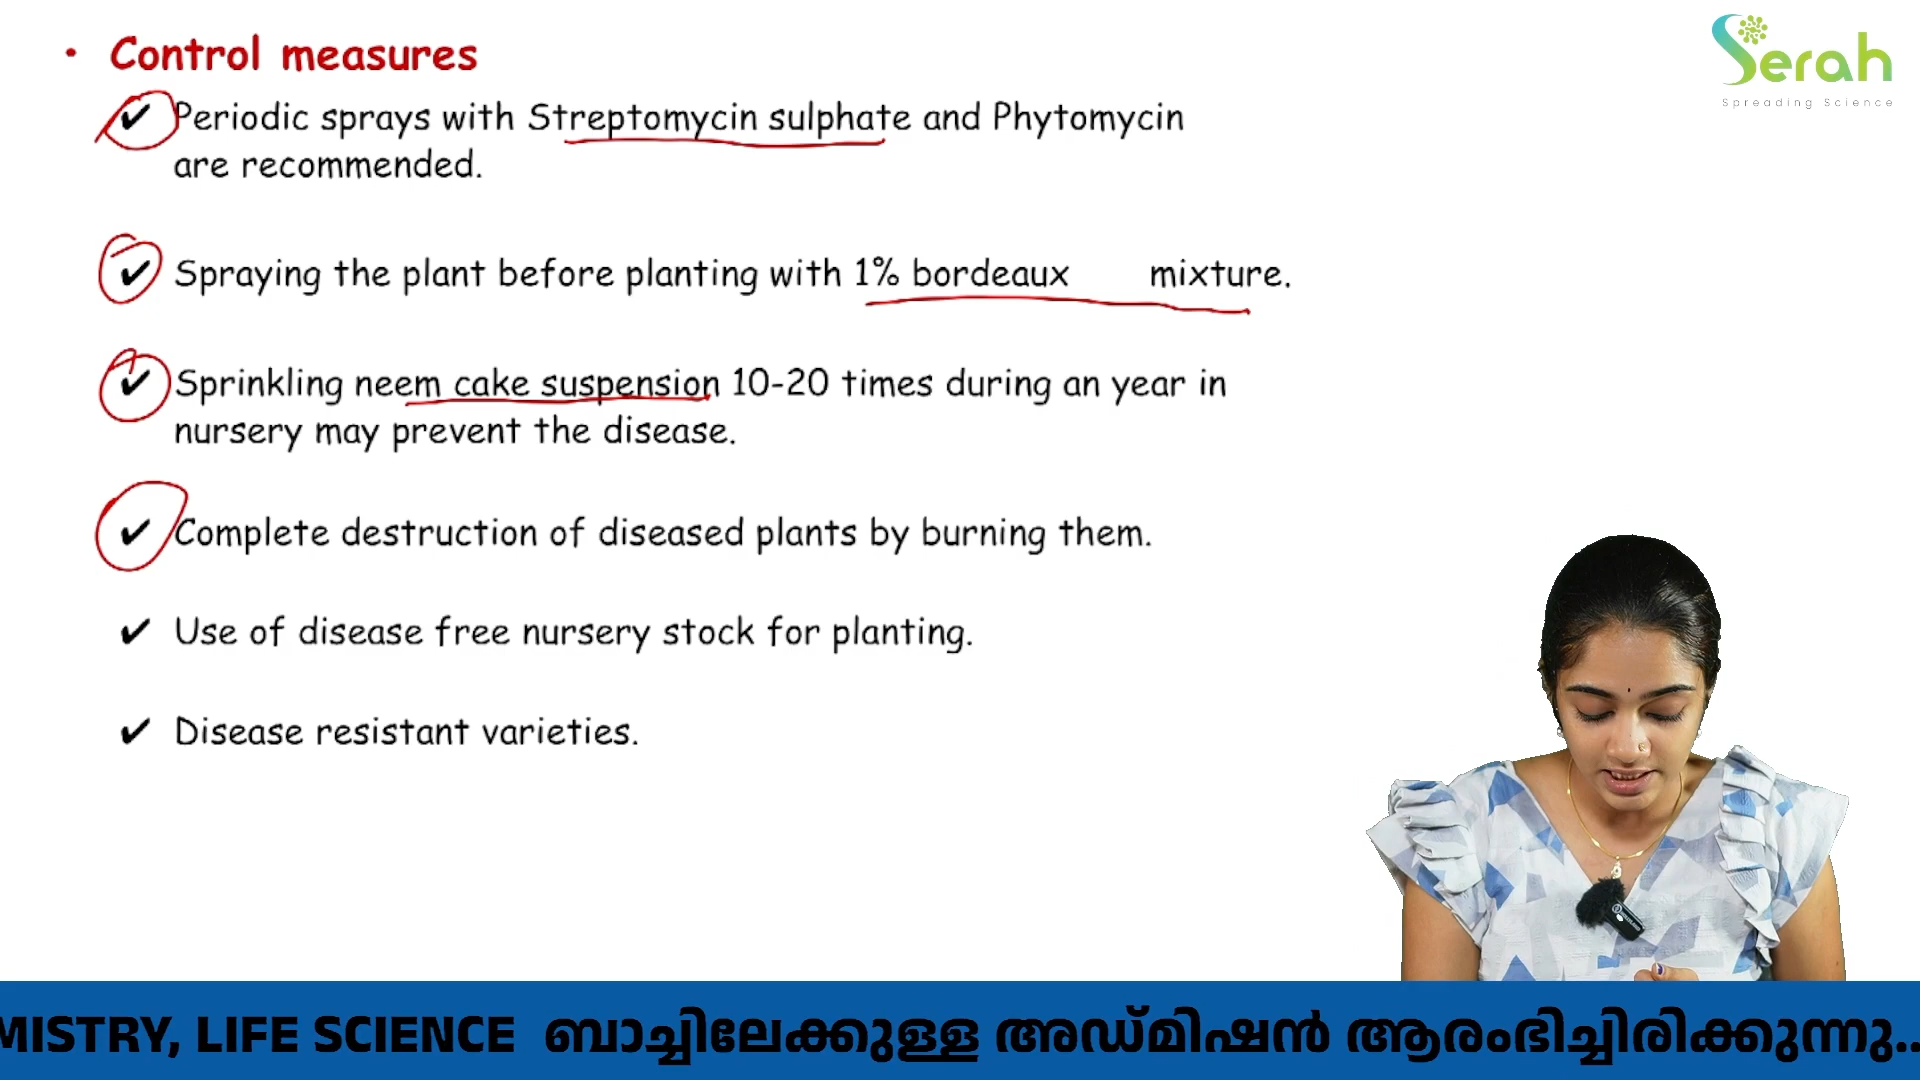 Serah
Spreading Science
• Control measures
✔ Periodic sprays with Streptomycin sulphate and Phytomycin
are recommended.
✔ Spraying the plant before planting with 1% bordeaux mixture.
✔ Sprinkling neem cake suspension 10-20 times during an year in
nursery may prevent the disease.
✔ Complete destruction of diseased plants by burning them.
✔ Use of disease free nursery stock for planting.
✔ Disease resistant varieties.
MISTRY, LIFE SCIENCE ബാച്ചിലേക്കുള്ള അഡ്മിഷൻ ആരംഭിച്ചിരിക്കുന്നു..